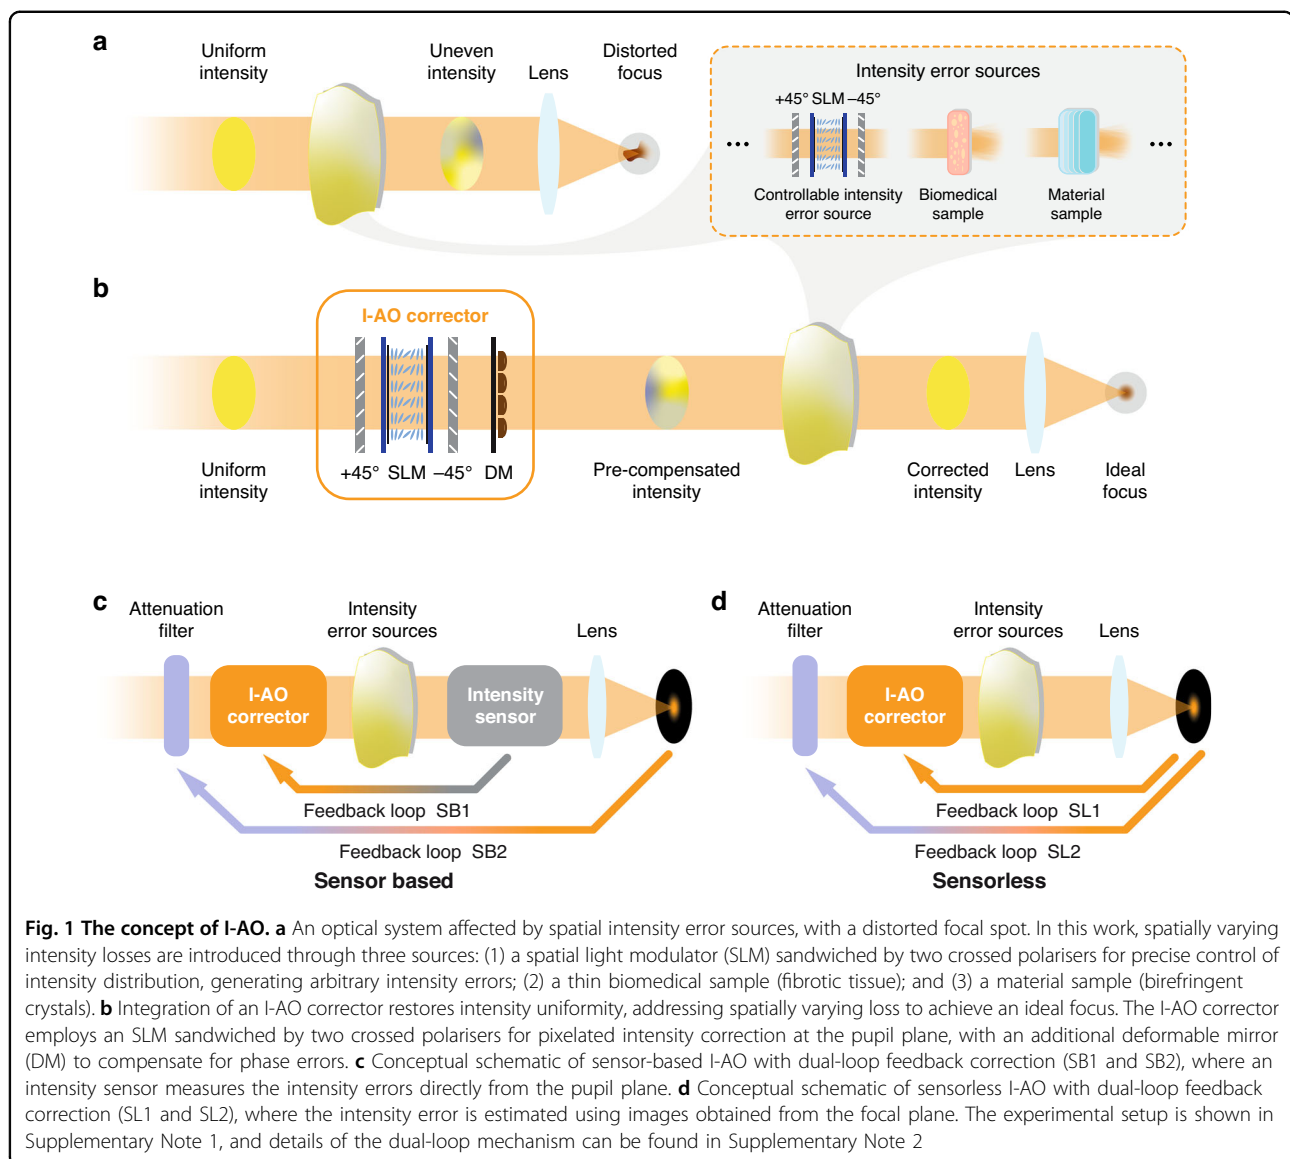 a
Uniform
intensity
Uneven
intensity
Lens
Distorted
focus
Intensity error sources
+45° SLM –45°
...
...
Controllable intensity
error source
Biomedical
sample
Material
sample
b
I-AO corrector
+45° SLM –45° DM
Uniform
intensity
Pre-compensated
intensity
Corrected
intensity
Lens
Ideal
focus
c
Attenuation
filter
Intensity
error sources
Lens
I-AO
corrector
Intensity
sensor
Feedback loop SB1
Feedback loop SB2
Sensor based
d
Attenuation
filter
Intensity
error sources
Lens
I-AO
corrector
Feedback loop SL1
Feedback loop SL2
Sensorless
Fig. 1 The concept of I-AO. a An optical system affected by spatial intensity error sources, with a distorted focal spot. In this work, spatially varying
intensity losses are introduced through three sources: (1) a spatial light modulator (SLM) sandwiched by two crossed polarisers for precise control of
intensity distribution, generating arbitrary intensity errors; (2) a thin biomedical sample (fibrotic tissue); and (3) a material sample (birefringent
crystals). b Integration of an I-AO corrector restores intensity uniformity, addressing spatially varying loss to achieve an ideal focus. The I-AO corrector
employs an SLM sandwiched by two crossed polarisers for pixelated intensity correction at the pupil plane, with an additional deformable mirror
(DM) to compensate for phase errors. c Conceptual schematic of sensor-based I-AO with dual-loop feedback correction (SB1 and SB2), where an
intensity sensor measures the intensity errors directly from the pupil plane. d Conceptual schematic of sensorless I-AO with dual-loop feedback
correction (SL1 and SL2), where the intensity error is estimated using images obtained from the focal plane. The experimental setup is shown in
Supplementary Note 1, and details of the dual-loop mechanism can be found in Supplementary Note 2